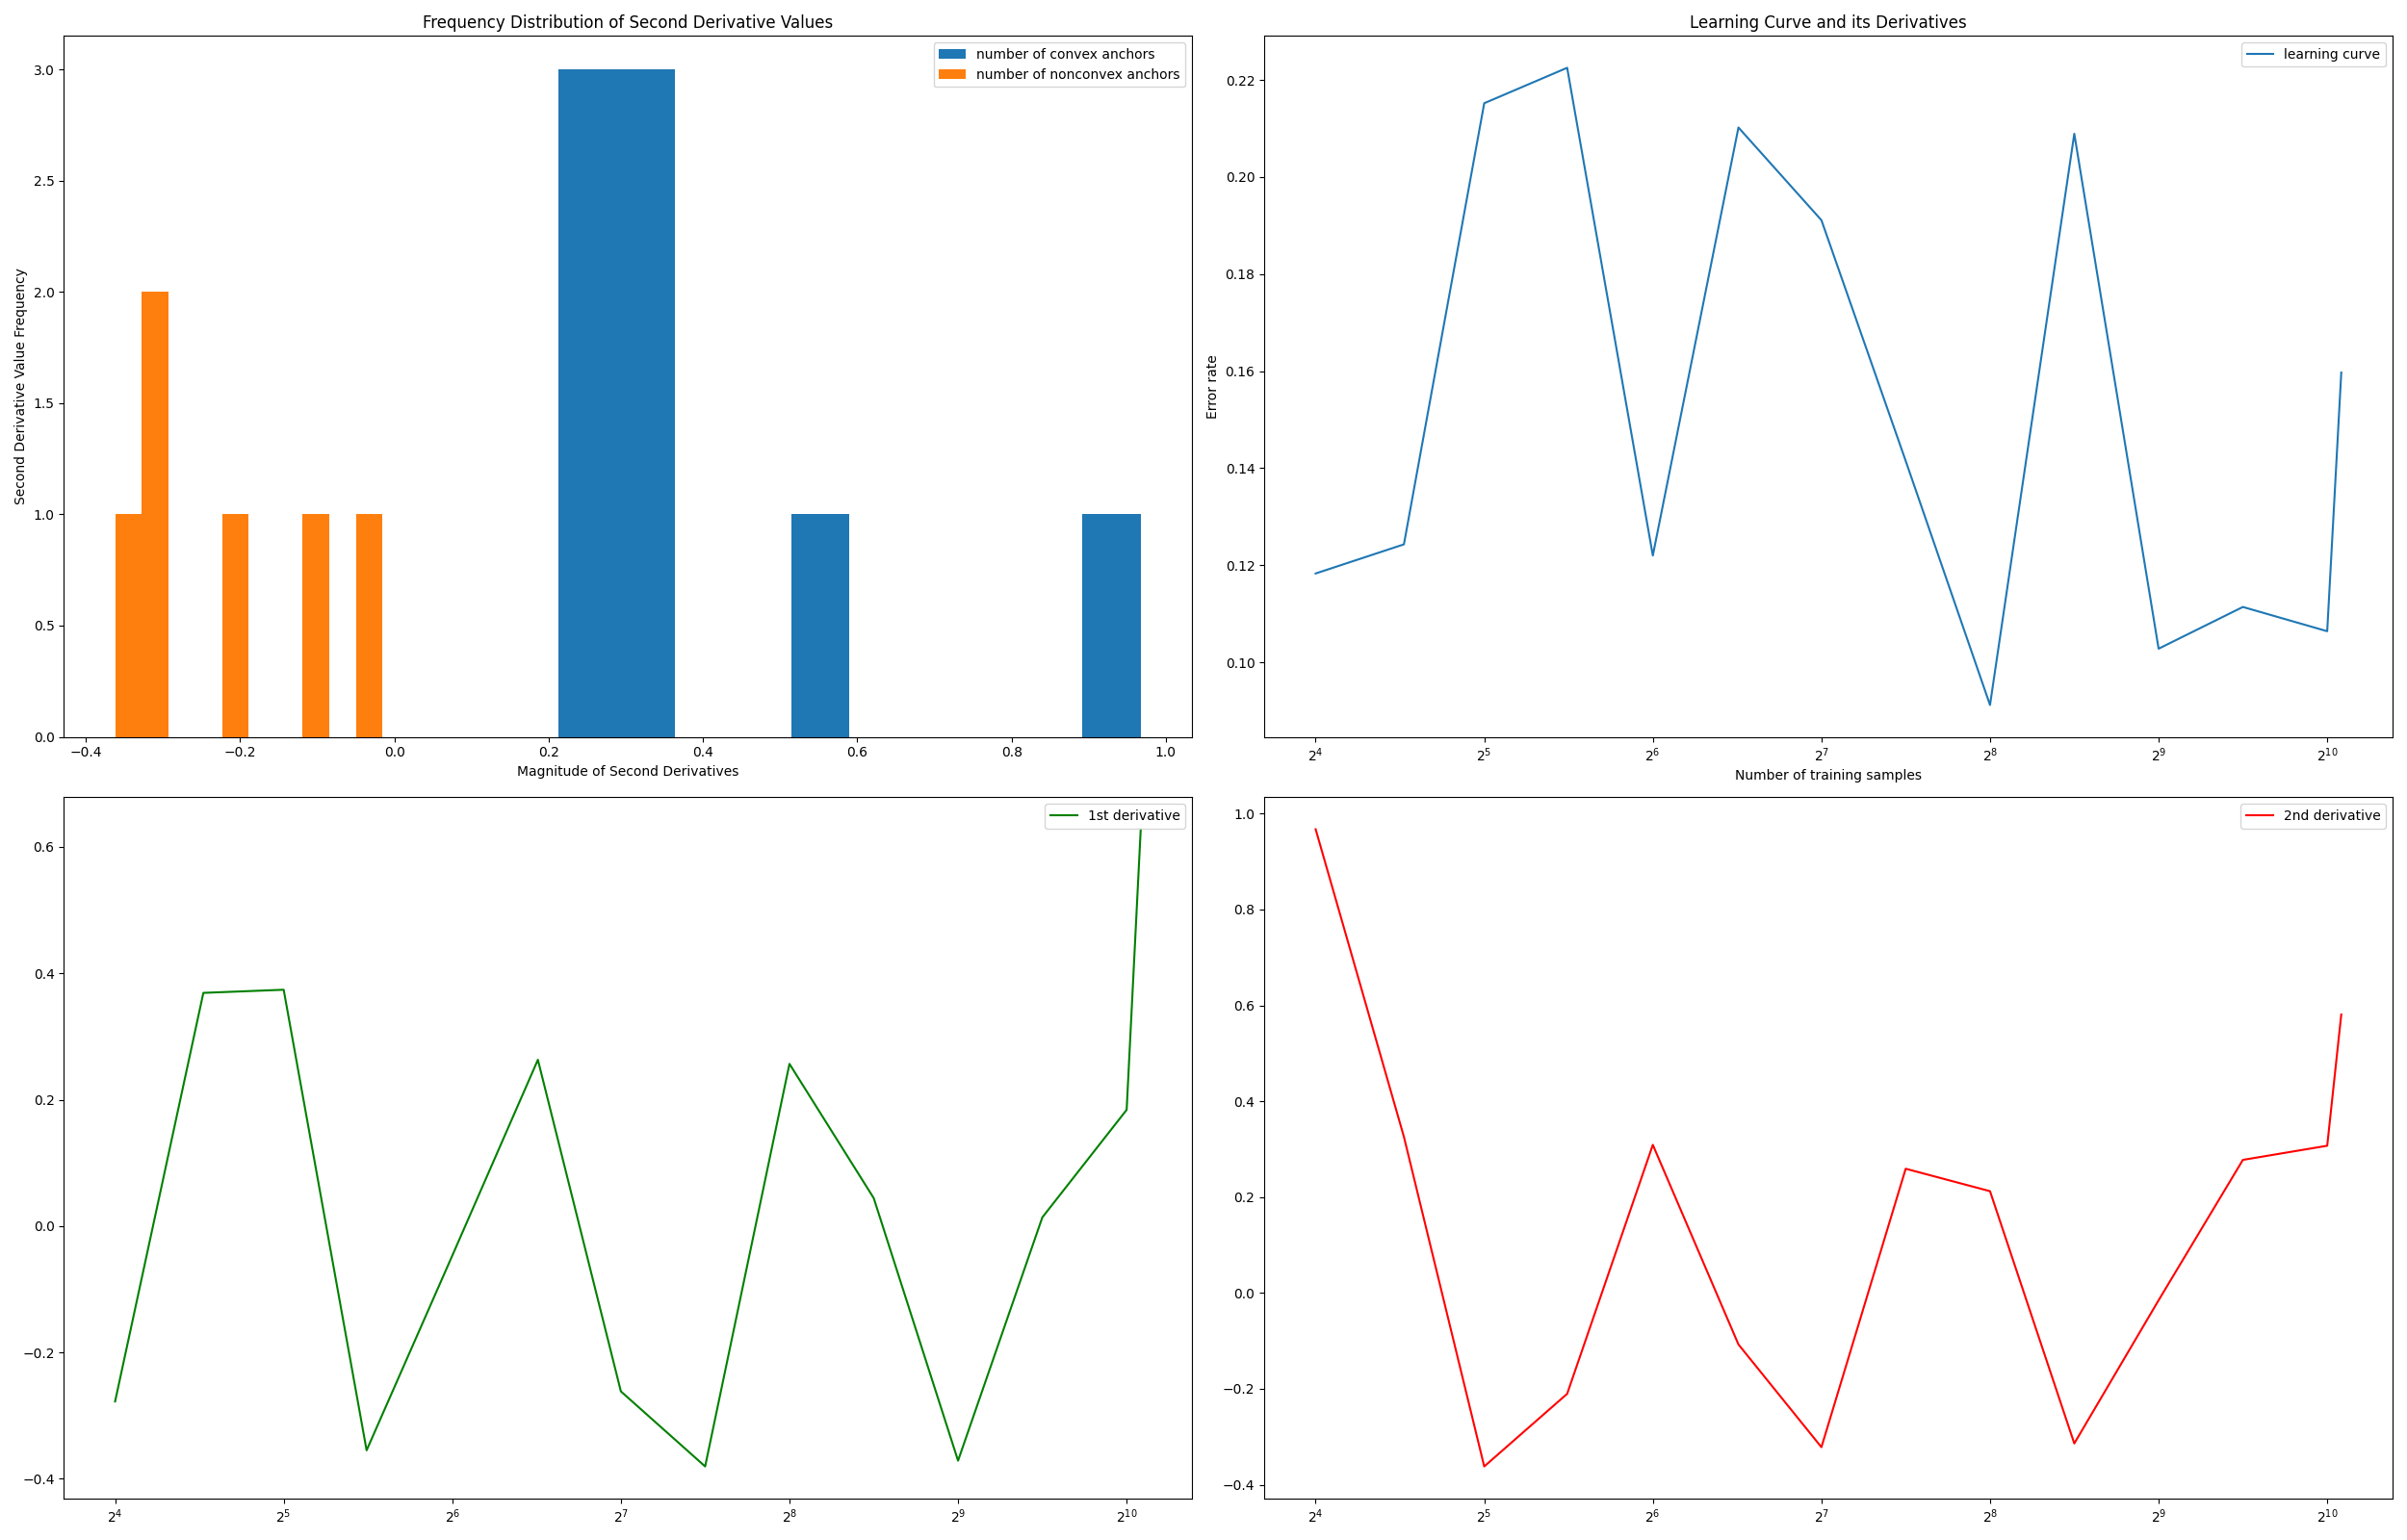 Frequency Distribution of Second Derivative Values
number of convex anchors
number of nonconvex anchors
3.0
2.5
2.0
1.5
1.0
0.5
0.0
Second Derivative Value Frequency
−0.4 −0.2 0.0 0.2 0.4 0.6 0.8 1.0
Magnitude of Second Derivatives
Learning Curve and its Derivatives
learning curve
0.22
0.20
0.18
0.16
0.14
0.12
0.10
Error rate
2⁴ 2⁵ 2⁶ 2⁷ 2⁸ 2⁹ 2¹⁰
Number of training samples
1st derivative
0.6
0.4
0.2
0.0
−0.2
−0.4
2⁴ 2⁵ 2⁶ 2⁷ 2⁸ 2⁹ 2¹⁰
2nd derivative
1.0
0.8
0.6
0.4
0.2
0.0
−0.2
−0.4
2⁴ 2⁵ 2⁶ 2⁷ 2⁸ 2⁹ 2¹⁰